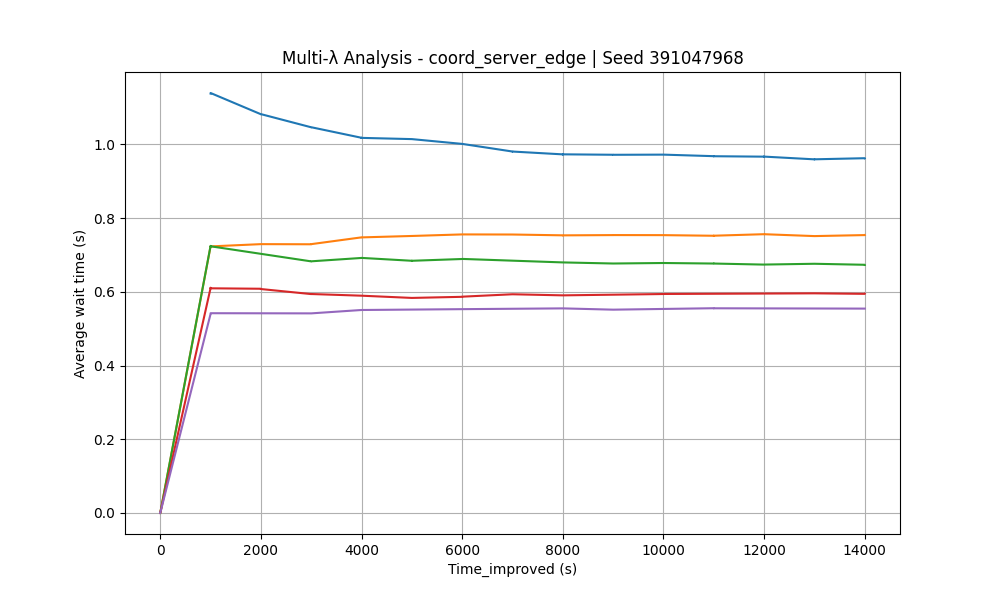 Multi-λ Analysis - coord_server_edge | Seed 391047968
Average wait time (s)
1.0
0.8
0.6
0.4
0.2
0.0
0 2000 4000 6000 8000 10000 12000 14000
Time_improved (s)